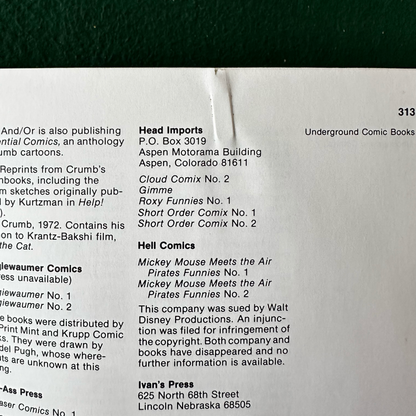 313
Underground Comic Books
And/Or is also publishing
ential Comics, an anthology
umb cartoons.
Reprints from Crumb's
hbooks, including the
m sketches originally pub-
d by Kurtzman in Help!
).
Crumb, 1972. Contains his
on to Krantz-Bakshi film,
the Cat.
giewaumer Comics
ress unavailable)
giewaumer No. 1
giewaumer No. 2
e books were distributed by
Print Mint and Krupp Comic
ks. They were drawn by
del Pugh, whose where-
uts are unknown at this
ng.
-Ass Press
aser Comics No. 1
Head Imports
P.O. Box 3019
Aspen Motorama Building
Aspen, Colorado 81611
Cloud Comix No. 2
Gimme
Roxy Funnies No. 1
Short Order Comix No. 1
Short Order Comix No. 2
Hell Comics
Mickey Mouse Meets the Air
Pirates Funnies No. 1
Mickey Mouse Meets the Air
Pirates Funnies No. 2
This company was sued by Walt
Disney Productions. An injunc-
tion was filed for infringement of
the copyright. Both company and
books have disappeared and no
further information is available.
Ivan's Press
625 North 68th Street
Lincoln Nebraska 68505